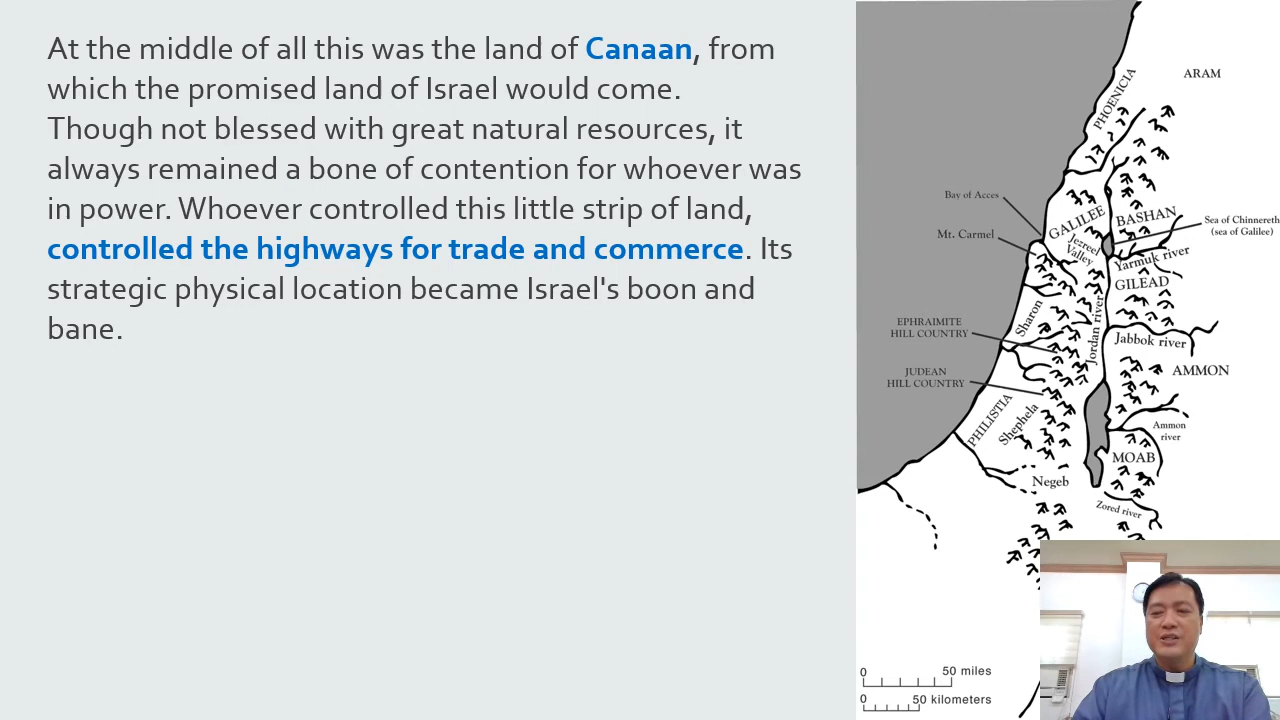 At the middle of all this was the land of Canaan, from
which the promised land of Israel would come.
Though not blessed with great natural resources, it
always remained a bone of contention for whoever was
in power. Whoever controlled this little strip of land,
controlled the highways for trade and commerce. Its
strategic physical location became Israel's boon and
bane.
ARAM
PHOENICIA
Bay of Acces
GALILEE
BASHAN
Sea of Chinnereth
(sea of Galilee)
Mt. Carmel
Jezreel
Valley
Yarmuk river
GILEAD
Sharon
Jordan river
EPHRAIMITE
HILL COUNTRY
Jabbok river
JUDEAN
HILL COUNTRY
AMMON
PHILISTIA
Shephela
Ammon
river
MOAB
Negeb
Zored river
0 50 miles
0 50 kilometers